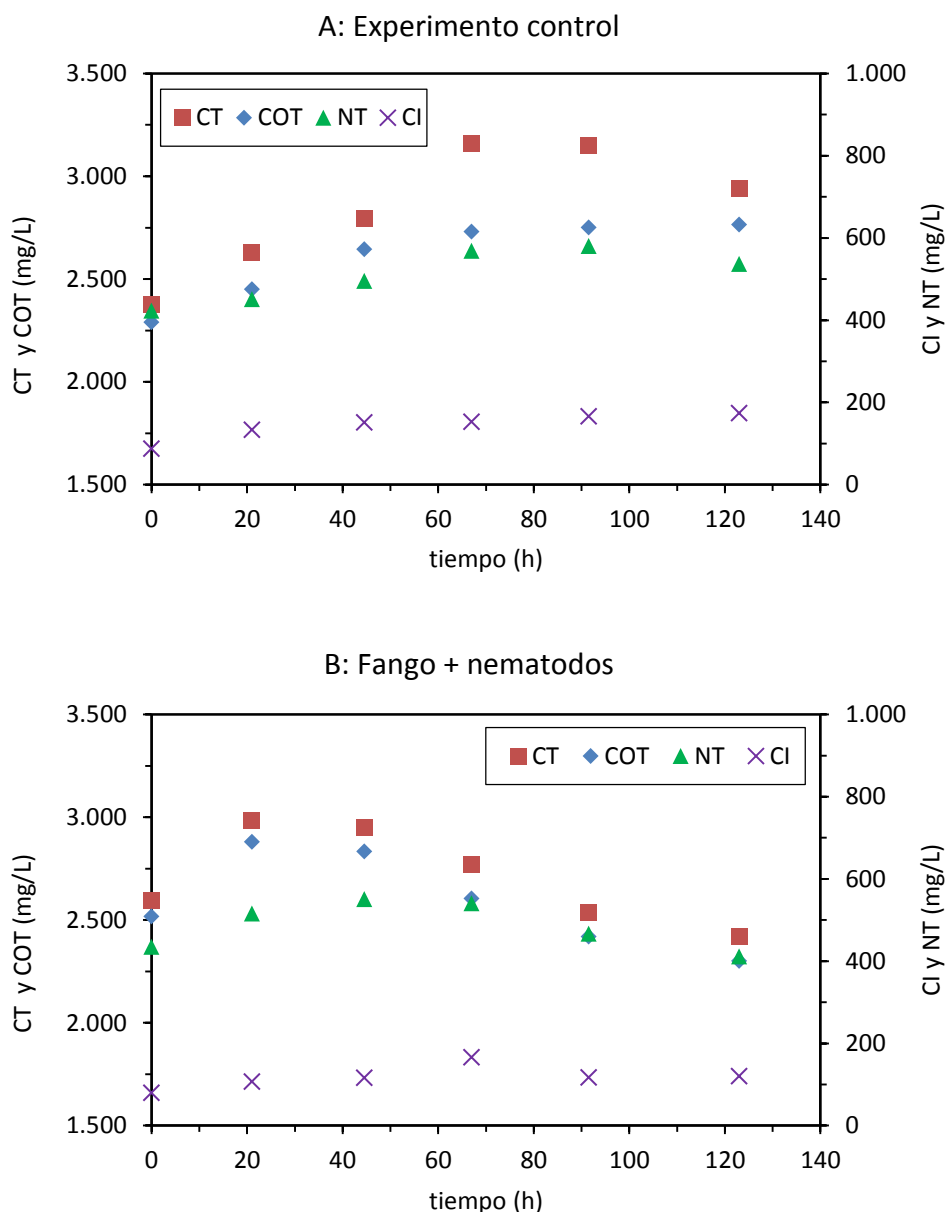 A: Experimento control
3.500
3.000
2.500
2.000
1.500
CT y COT (mg/L)
CT COT NT CI
1.000
800
600
400
200
0
CI y NT (mg/L)
0 20 40 60 80 100 120 140
tiempo (h)
B: Fango + nematodos
3.500
3.000
2.500
2.000
1.500
CT y COT (mg/L)
CT COT NT CI
1.000
800
600
400
200
0
CI y NT (mg/L)
0 20 40 60 80 100 120 140
tiempo (h)